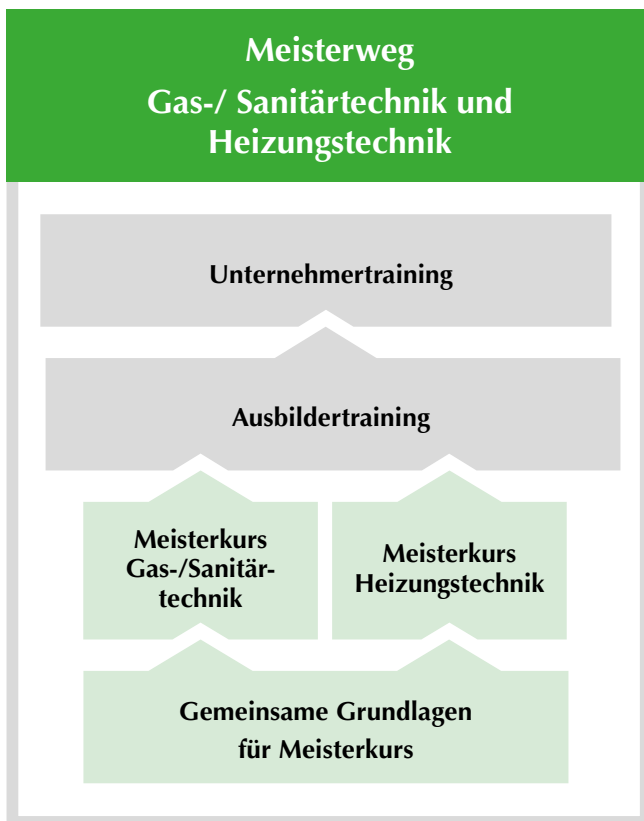 Meisterweg
Gas-/ Sanitärtechnik und
Heizungstechnik
Unternehmertraining
Ausbildertraining
Meisterkurs
Gas-/Sanitär-
technik
Meisterkurs
Heizungstechnik
Gemeinsame Grundlagen
für Meisterkurs